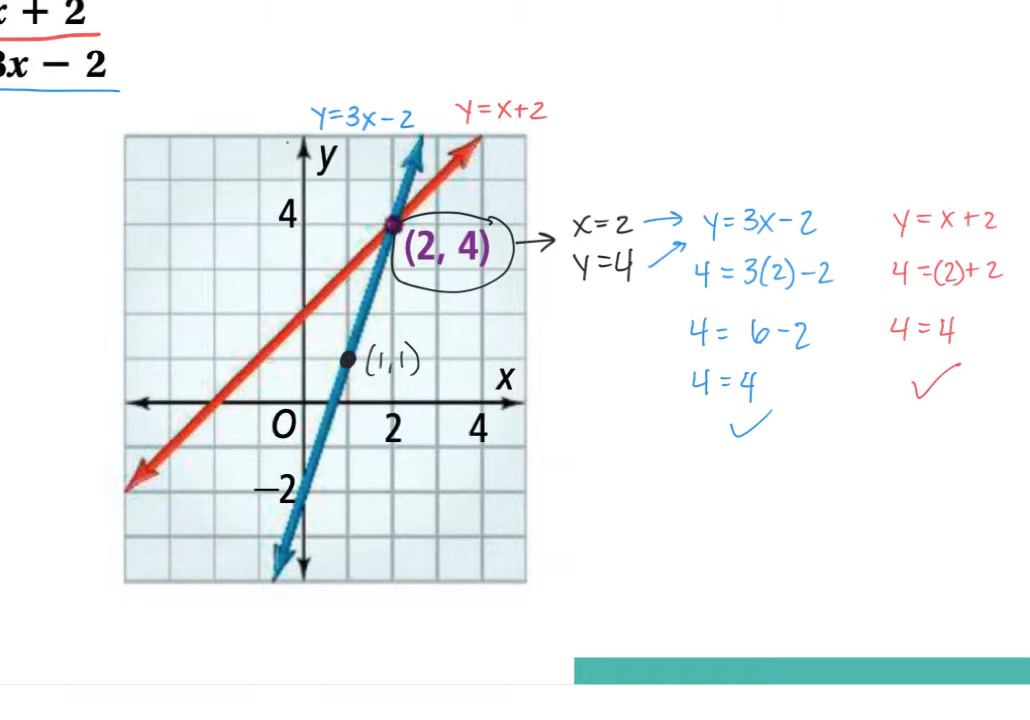 x + 2
3x − 2
y=3x-2
y=x+2
y
4
(2, 4)
x=2
y=4
y=3x-2
4=3(2)-2
4= 6-2
4=4
y=x+2
4=(2)+2
4=4
(1,1)
x
O
2
4
−2